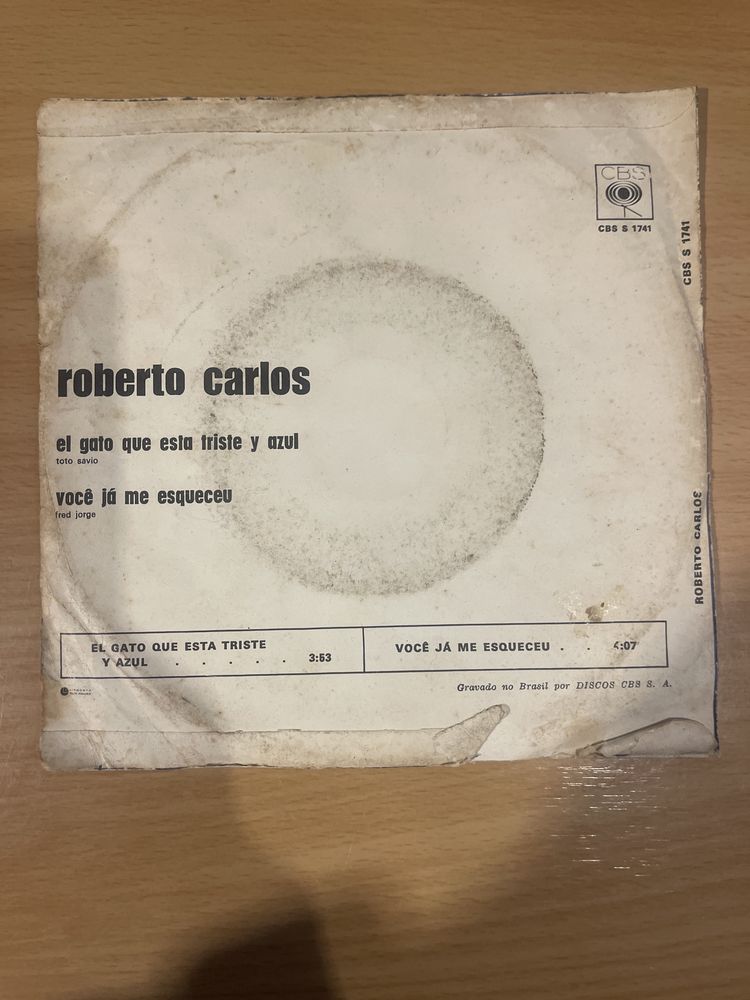 CBS
CBS S 1741
CBS S 1741
roberto carlos
el gato que esta triste y azul
toto savio
você já me esqueceu
fred jorge
ROBERTO CARLOS
EL GATO QUE ESTA TRISTE
Y AZUL . . . . . 3:53
VOCÊ JÁ ME ESQUECEU . . 4:07
Gravado no Brasil por DISCOS CBS S. A.